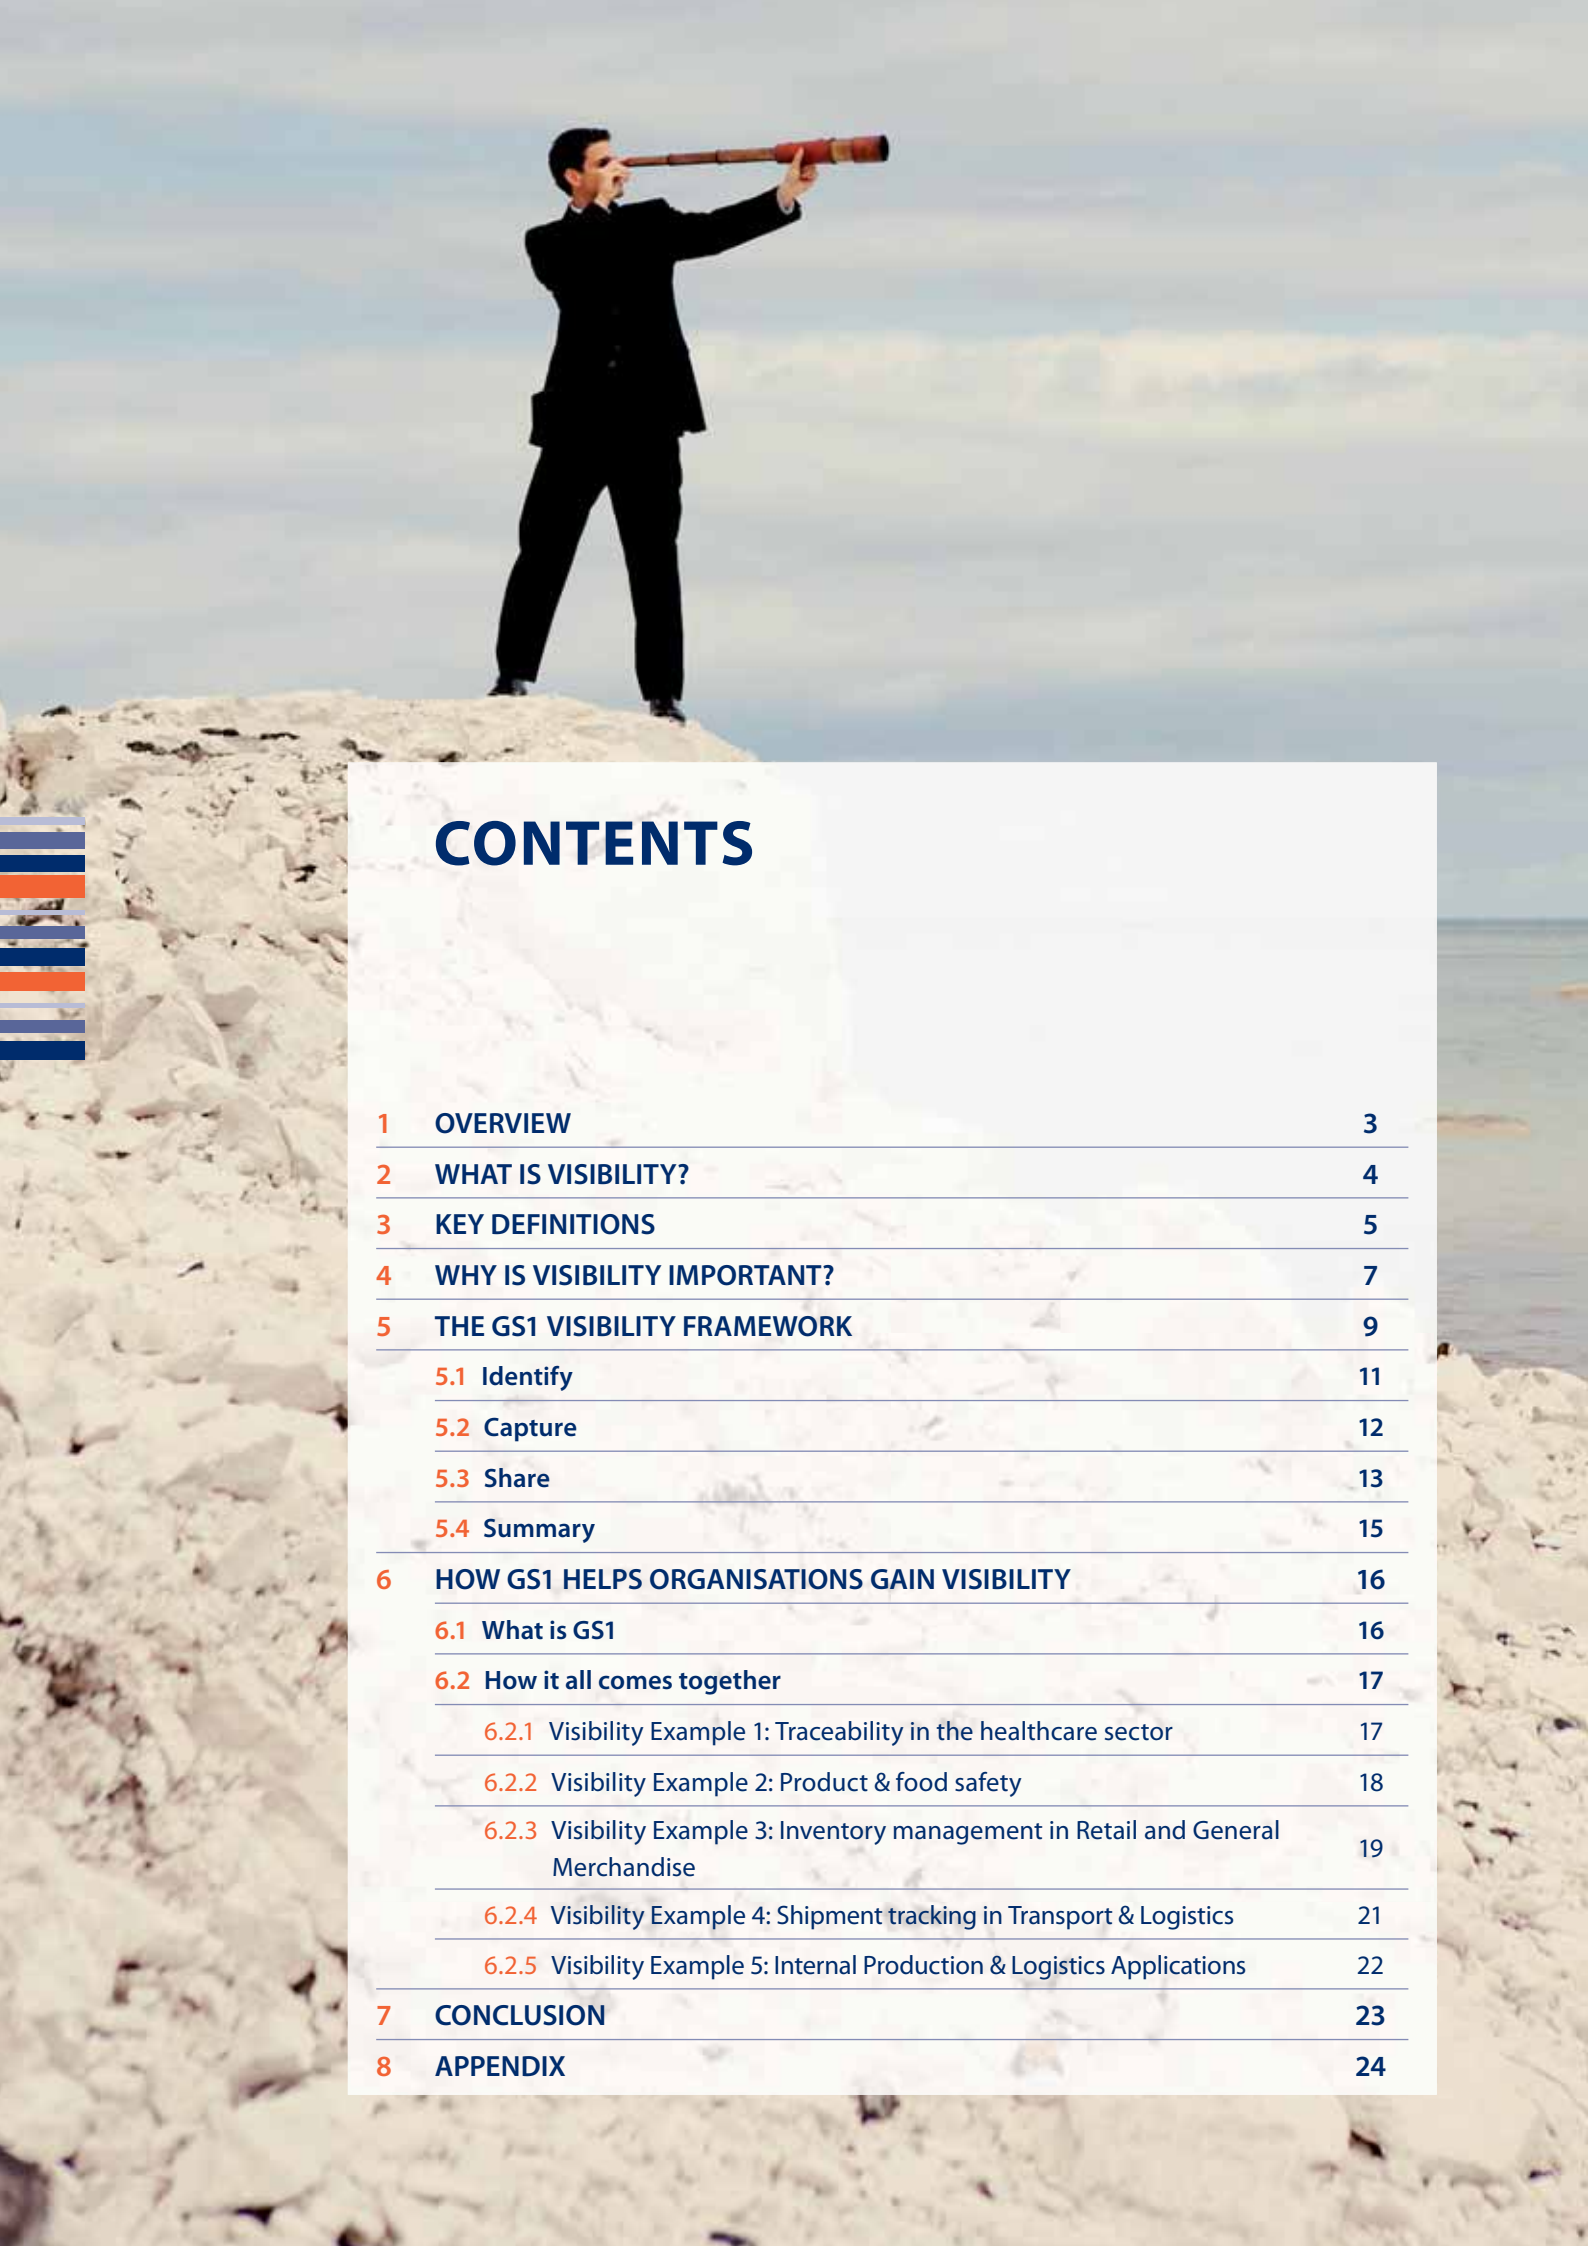 CONTENTS
1 OVERVIEW 3
2 WHAT IS VISIBILITY? 4
3 KEY DEFINITIONS 5
4 WHY IS VISIBILITY IMPORTANT? 7
5 THE GS1 VISIBILITY FRAMEWORK 9
5.1 Identify 11
5.2 Capture 12
5.3 Share 13
5.4 Summary 15
6 HOW GS1 HELPS ORGANISATIONS GAIN VISIBILITY 16
6.1 What is GS1 16
6.2 How it all comes together 17
6.2.1 Visibility Example 1: Traceability in the healthcare sector 17
6.2.2 Visibility Example 2: Product & food safety 18
6.2.3 Visibility Example 3: Inventory management in Retail and General
Merchandise 19
6.2.4 Visibility Example 4: Shipment tracking in Transport & Logistics 21
6.2.5 Visibility Example 5: Internal Production & Logistics Applications 22
7 CONCLUSION 23
8 APPENDIX 24